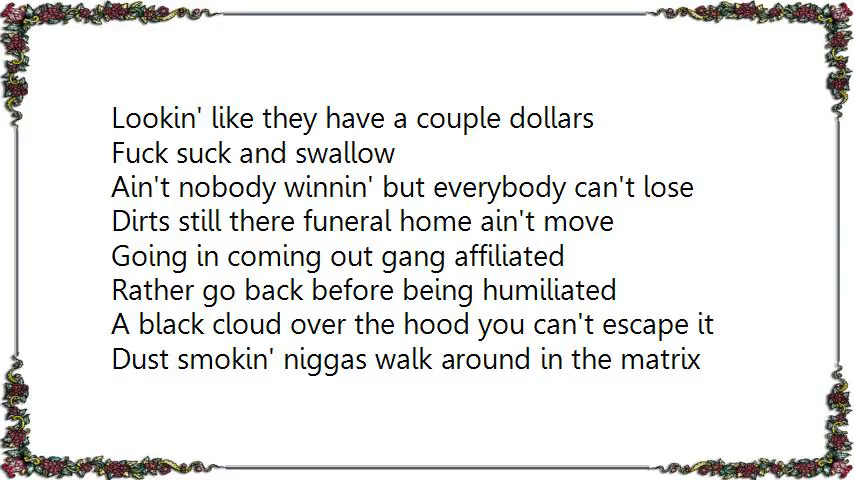 Lookin' like they have a couple dollars
Fuck suck and swallow
Ain't nobody winnin' but everybody can't lose
Dirts still there funeral home ain't move
Going in coming out gang affiliated
Rather go back before being humiliated
A black cloud over the hood you can't escape it
Dust smokin' niggas walk around in the matrix